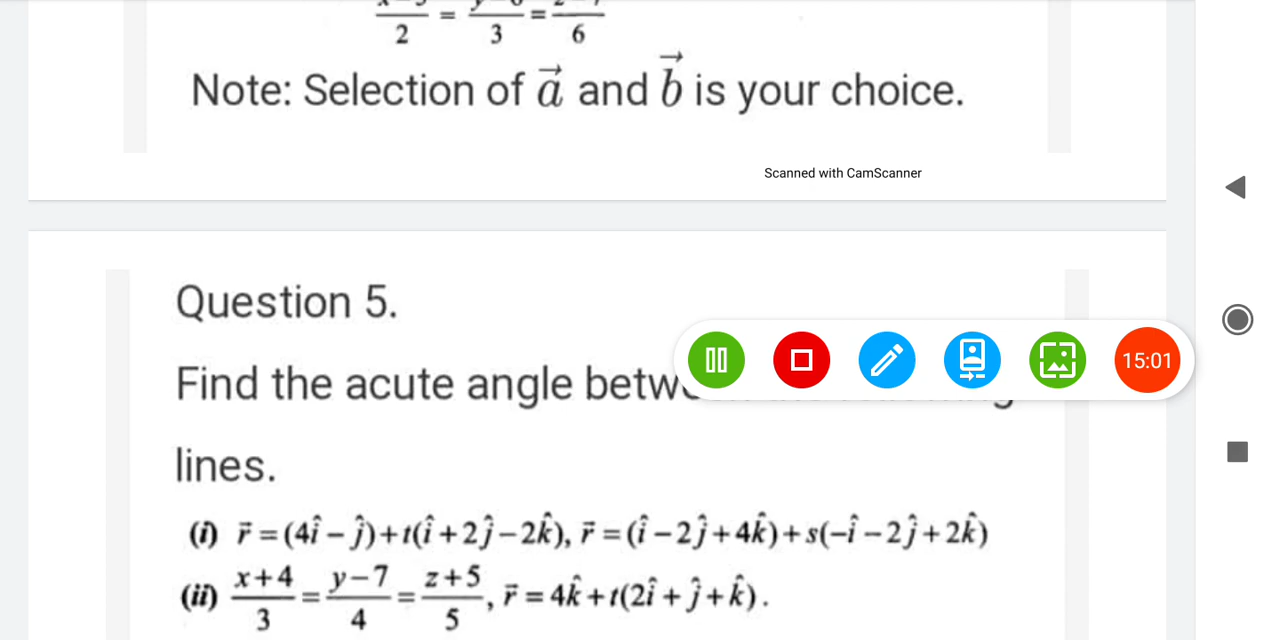 2 = 3 = 6
Note: Selection of a⃗ and b⃗ is your choice.
Scanned with CamScanner
Question 5.
Find the acute angle
15:01
lines.
(i) r⃗ = (4î – ĵ)+t(î +2ĵ – 2k̂), r⃗ = (î – 2ĵ + 4k̂) + s(–î – 2ĵ + 2k̂)
(ii) x+4/3 = y–7/4 = z+5/5, r⃗ = 4k̂ + t(2î + ĵ + k̂).